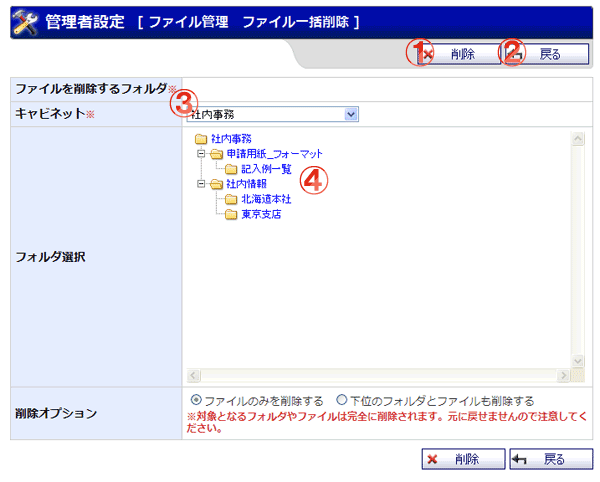 管理者設定 [ ファイル管理 ファイル一括削除 ]
① 削除 ② 戻る
ファイルを削除するフォルダ※
キャビネット※ ③ 社内事務
フォルダ選択
社内事務
申請用紙_フォーマット
記入例一覧 ④
社内情報
北海道本社
東京支店
削除オプション
ファイルのみを削除する 下位のフォルダとファイルも削除する
※対象となるフォルダやファイルは完全に削除されます。元に戻せませんので注意してく
ださい。
削除 戻る